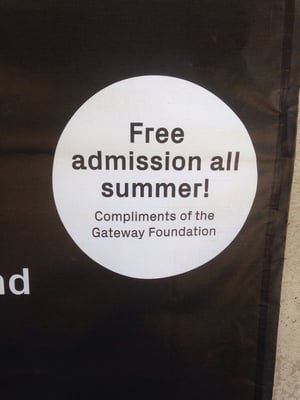 Free
admission all
summer!
Compliments of the
Gateway Foundation
nd